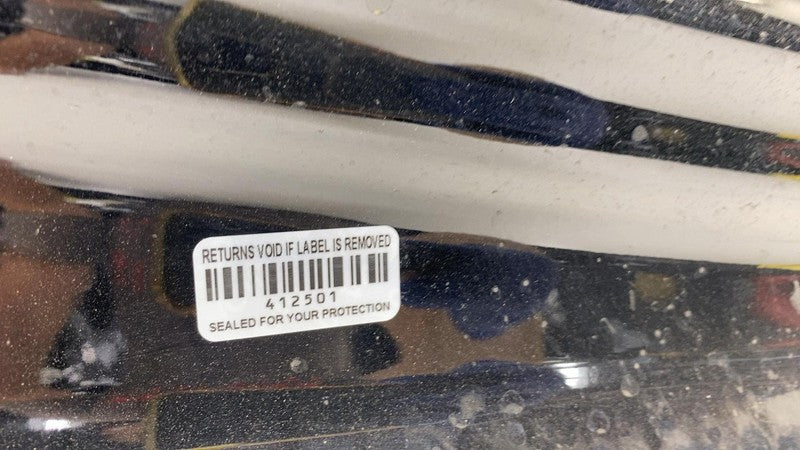 RETURNS VOID IF LABEL IS REMOVED
412501
SEALED FOR YOUR PROTECTION